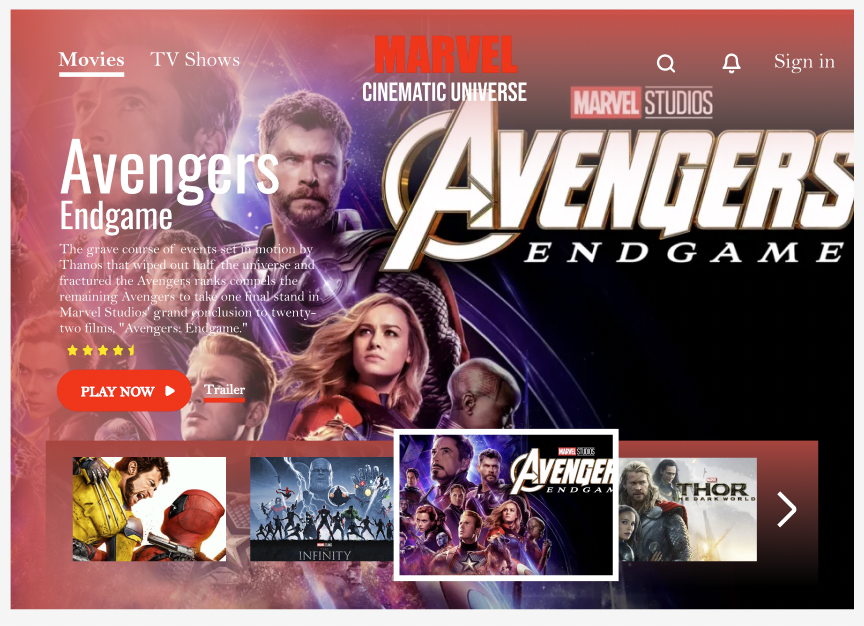 Movies TV Shows
MARVEL
CINEMATIC UNIVERSE
Sign in
MARVEL STUDIOS
AVENGERS
ENDGAME
Avengers
Endgame
The grave course of events set in motion by
Thanos that wiped out half the universe and
fractured the Avengers ranks compels the
remaining Avengers to take one final stand in
Marvel Studios' grand conclusion to twenty-
two films, "Avengers: Endgame."
PLAY NOW
Trailer
INFINITY
MARVEL STUDIOS
AVENGER
ENDGAM
THOR
THE DARK WORLD